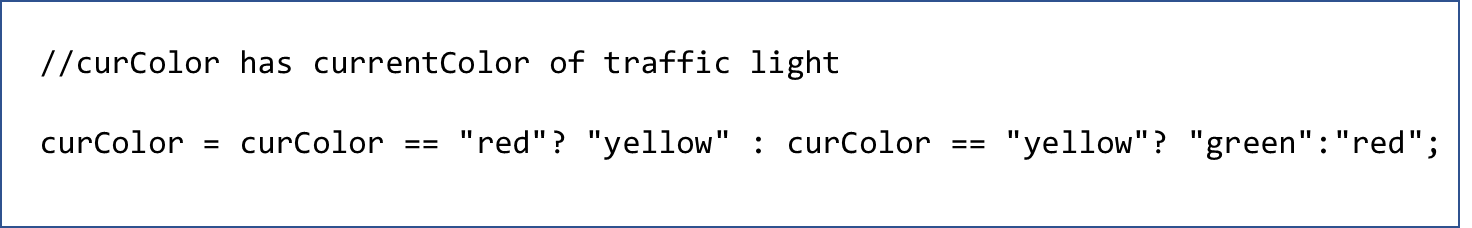 //curColor has currentColor of traffic light
curColor = curColor == "red"? "yellow" : curColor == "yellow"? "green":"red";